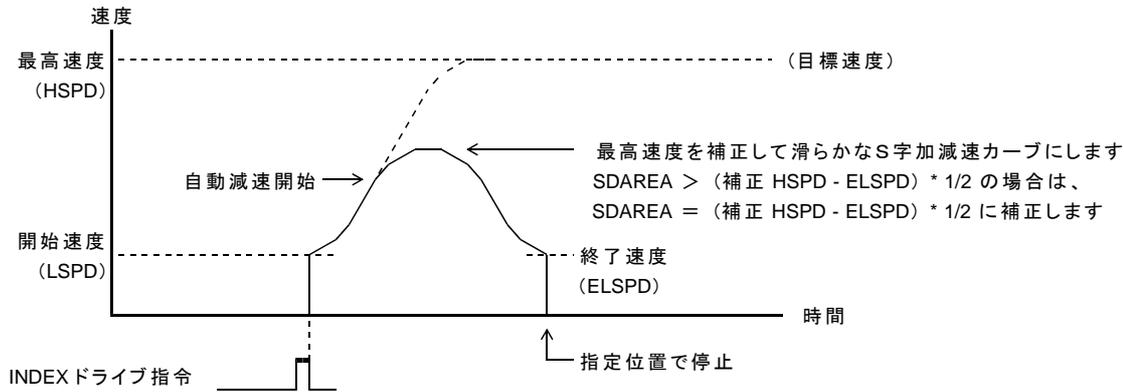 速度
最高速度
（HSPD）
（目標速度）
最高速度を補正して滑らかなS字加減速カーブにします
SDAREA ＞（補正 HSPD - ELSPD）* 1/2 の場合は、
SDAREA ＝（補正 HSPD - ELSPD）* 1/2 に補正します
自動減速開始
開始速度
（LSPD）
終了速度
（ELSPD）
時間
指定位置で停止
INDEXドライブ指令